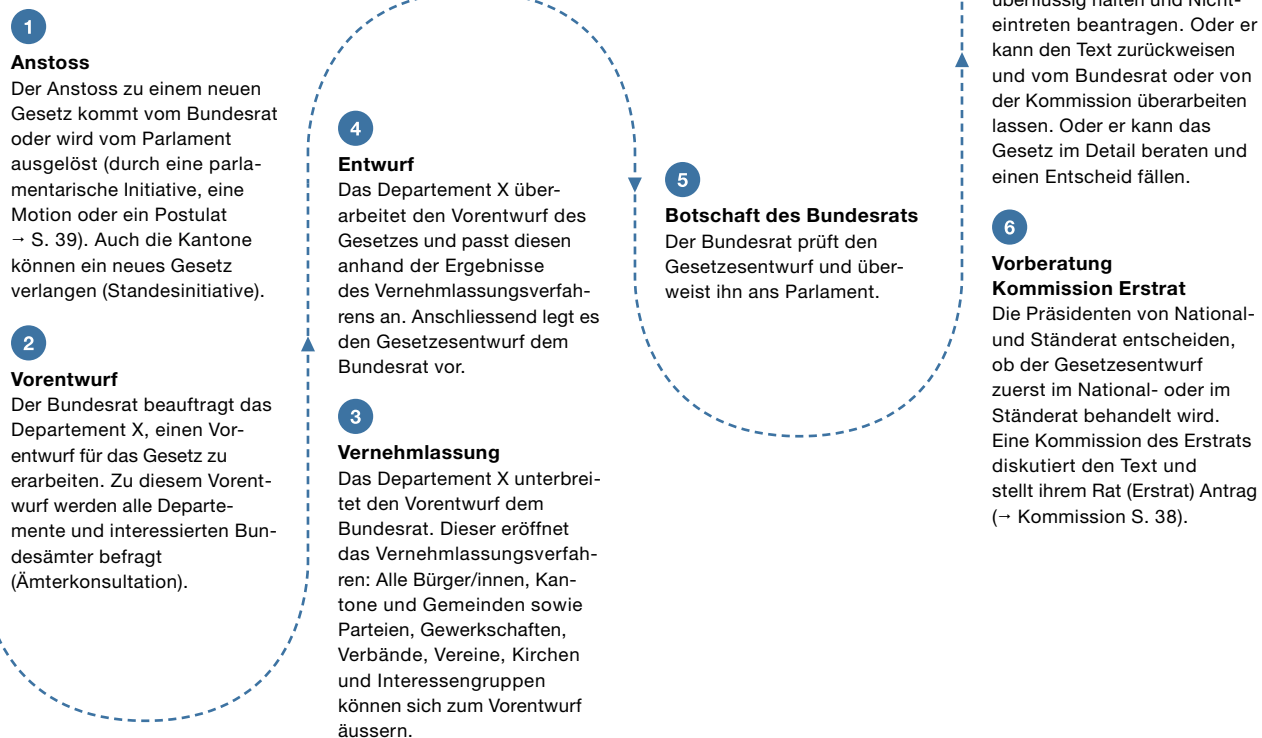 1
Anstoss
Der Anstoss zu einem neuen
Gesetz kommt vom Bundesrat
oder wird vom Parlament
ausgelöst (durch eine parla-
mentarische Initiative, eine
Motion oder ein Postulat
→ S. 39). Auch die Kantone
können ein neues Gesetz
verlangen (Standesinitiative).
2
Vorentwurf
Der Bundesrat beauftragt das
Departement X, einen Vor-
entwurf für das Gesetz zu
erarbeiten. Zu diesem Vorent-
wurf werden alle Departe-
mente und interessierten Bun-
desämter befragt
(Ämterkonsultation).
4
Entwurf
Das Departement X über-
arbeitet den Vorentwurf des
Gesetzes und passt diesen
anhand der Ergebnisse
des Vernehmlassungsverfah-
rens an. Anschliessend legt es
den Gesetzesentwurf dem
Bundesrat vor.
3
Vernehmlassung
Das Departement X unterbrei-
tet den Vorentwurf dem
Bundesrat. Dieser eröffnet
das Vernehmlassungsverfah-
ren: Alle Bürger/innen, Kan-
tone und Gemeinden sowie
Parteien, Gewerkschaften,
Verbände, Vereine, Kirchen
und Interessengruppen
können sich zum Vorentwurf
äussern.
5
Botschaft des Bundesrats
Der Bundesrat prüft den
Gesetzesentwurf und über-
weist ihn ans Parlament.
überflüssig halten und Nicht-
eintreten beantragen. Oder er
kann den Text zurückweisen
und vom Bundesrat oder von
der Kommission überarbeiten
lassen. Oder er kann das
Gesetz im Detail beraten und
einen Entscheid fällen.
6
Vorberatung
Kommission Erstrat
Die Präsidenten von National-
und Ständerat entscheiden,
ob der Gesetzesentwurf
zuerst im National- oder im
Ständerat behandelt wird.
Eine Kommission des Erstrats
diskutiert den Text und
stellt ihrem Rat (Erstrat) Antrag
(→ Kommission S. 38).